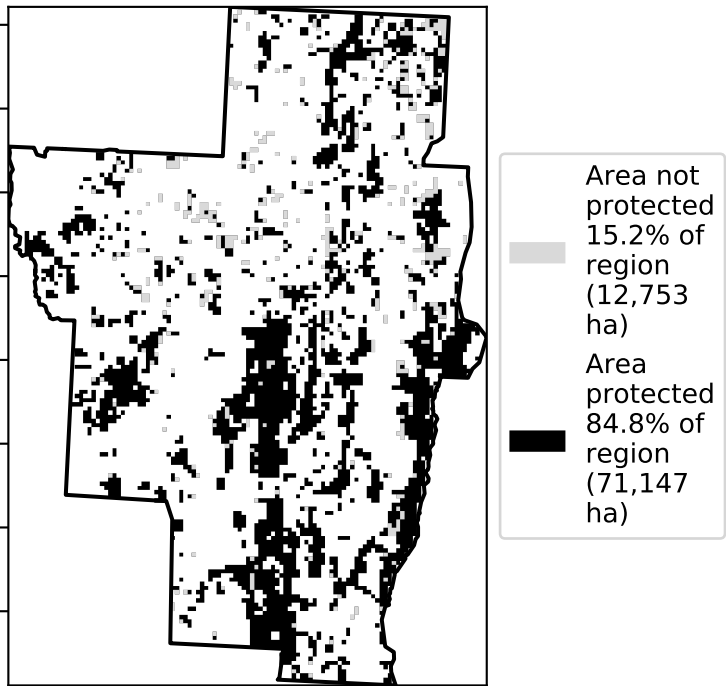 Area not
protected
15.2% of
region
(12,753
ha)
Area
protected
84.8% of
region
(71,147
ha)